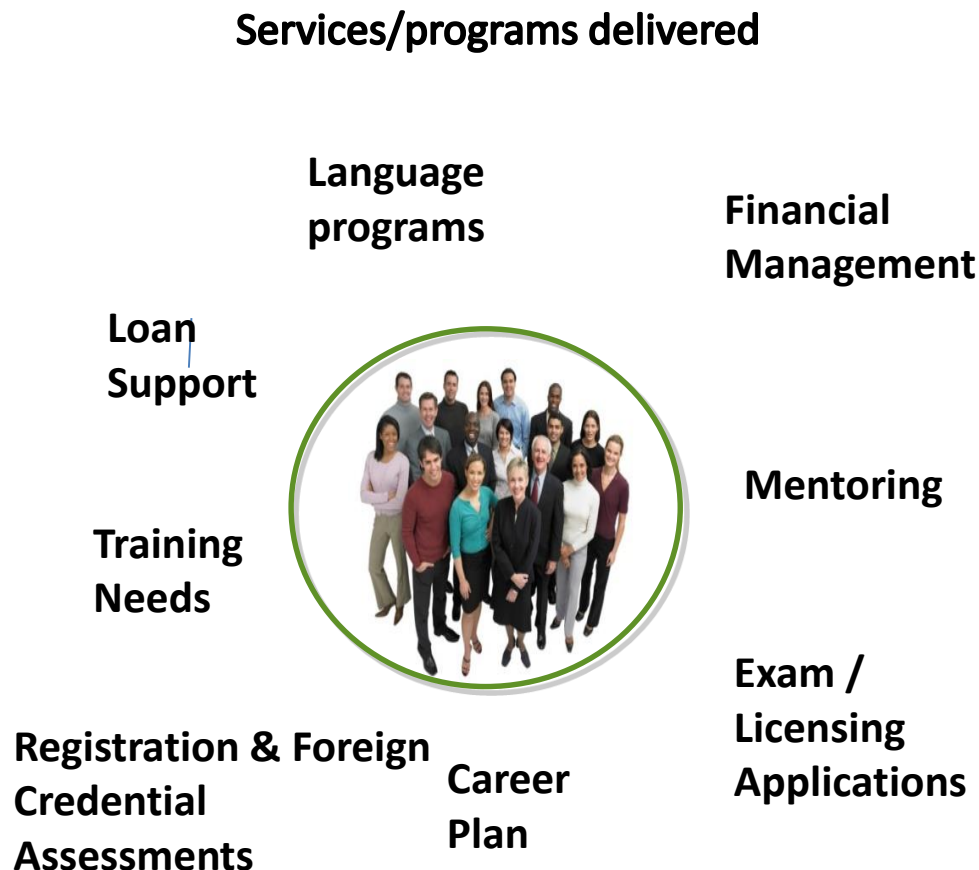 Services/programs delivered
Language
programs
Financial
Management
Loan
Support
Mentoring
Training
Needs
Exam /
Licensing
Applications
Registration & Foreign
Credential
Assessments
Career
Plan